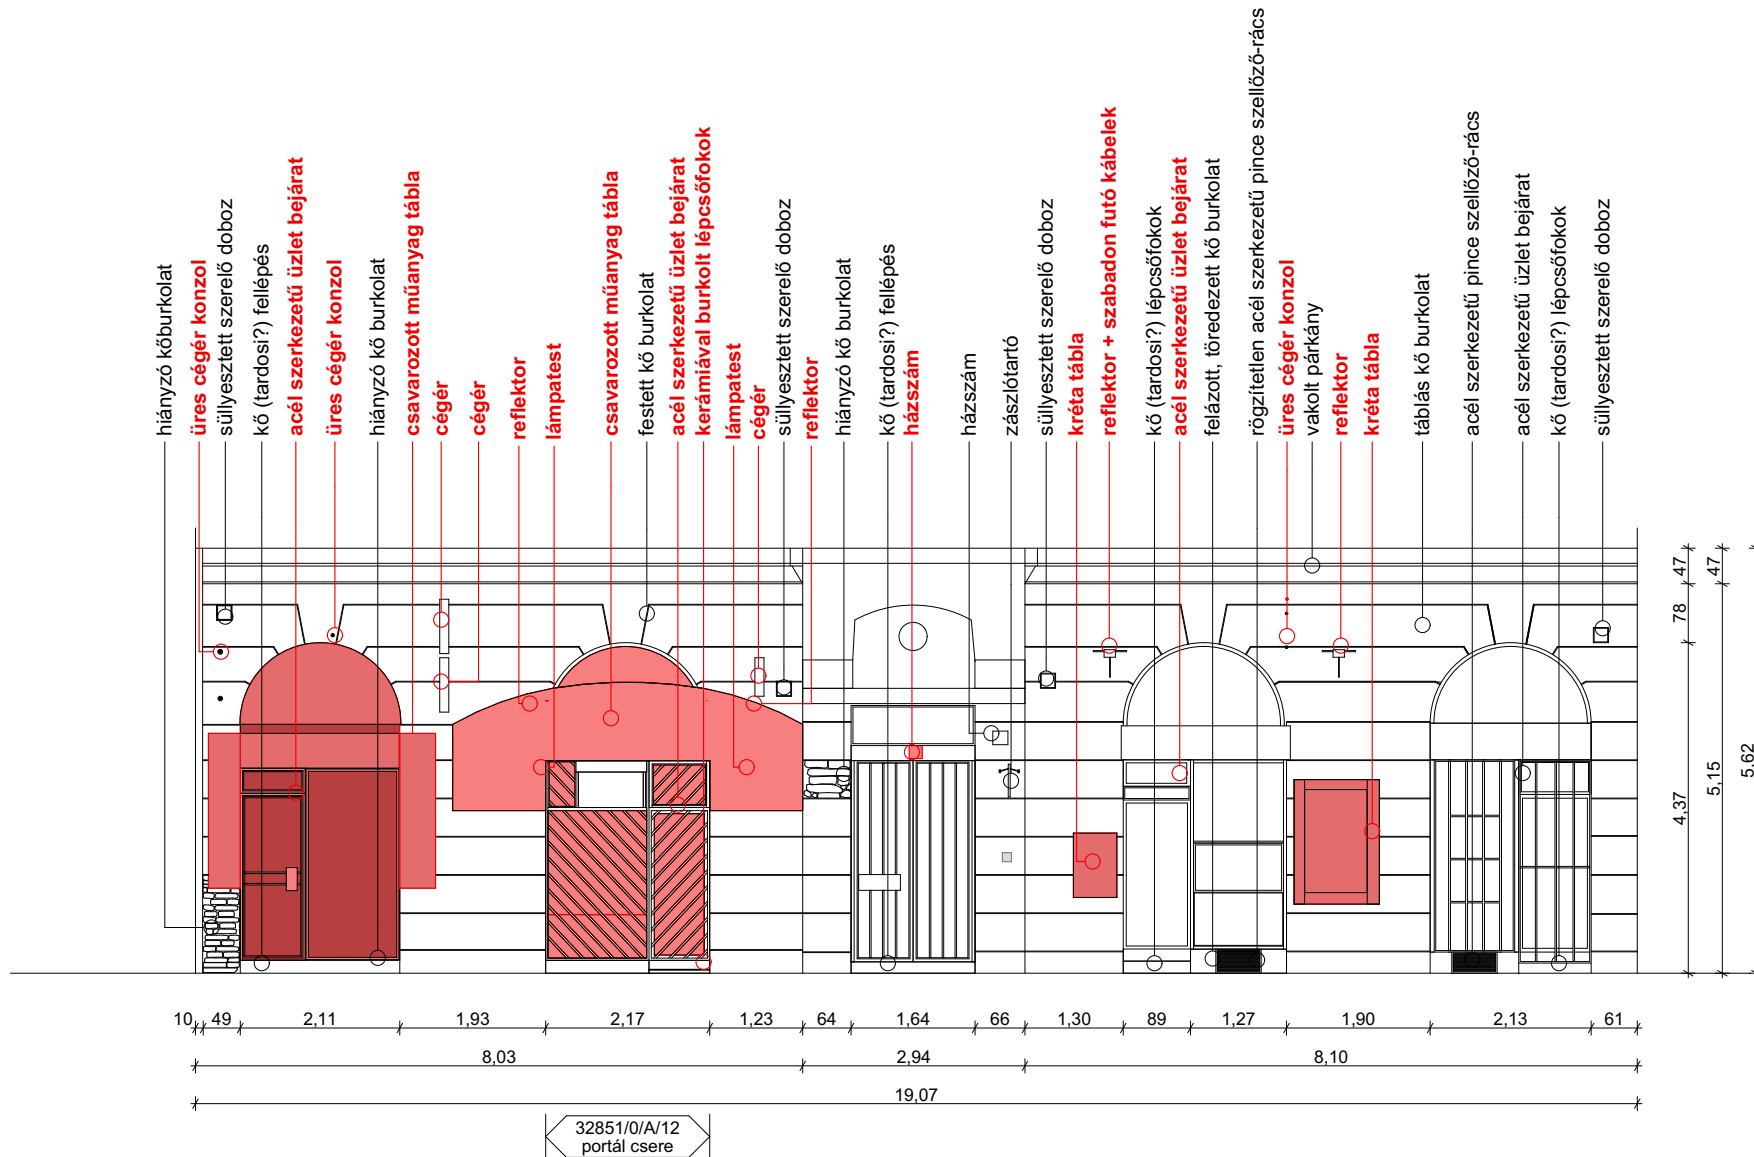 hiányzó kőburkolat
üres cégér konzol
süllyesztett szerelő doboz
kő (tardosi?) fellépés
acél szerkezetű üzlet bejárat
üres cégér konzol
hiányzó kő burkolat
csavarozott műanyag tábla
cégér
cégér
reflektor
lámpatest
csavarozott műanyag tábla
festett kő burkolat
acél szerkezetű üzlet bejárat
kerámiával burkolt lépcsőfokok
lámpatest
cégér
süllyesztett szerelő doboz
reflektor
hiányzó kő burkolat
kő (tardosi?) fellépés
házszám
házszám
zászlótartó
süllyesztett szerelő doboz
kréta tábla
reflektor + szabadon futó kábelek
kő (tardosi?) lépcsőfokok
acél szerkezetű üzlet bejárat
felázott, töredezett kő burkolat
rögzítetlen acél szerkezetű pince szellőző-rács
üres cégér konzol
vakolt párkány
reflektor
kréta tábla
táblás kő burkolat
acél szerkezetű pince szellőző-rács
acél szerkezetű üzlet bejárat
kő (tardosi?) lépcsőfokok
süllyesztett szerelő doboz
47
47
78
4,37
5,15
5,62
10 49 2,11 1,93 2,17 1,23 64 1,64 66 1,30 89 1,27 1,90 2,13 61
8,03 2,94 8,10
19,07
32851/0/A/12
portál csere